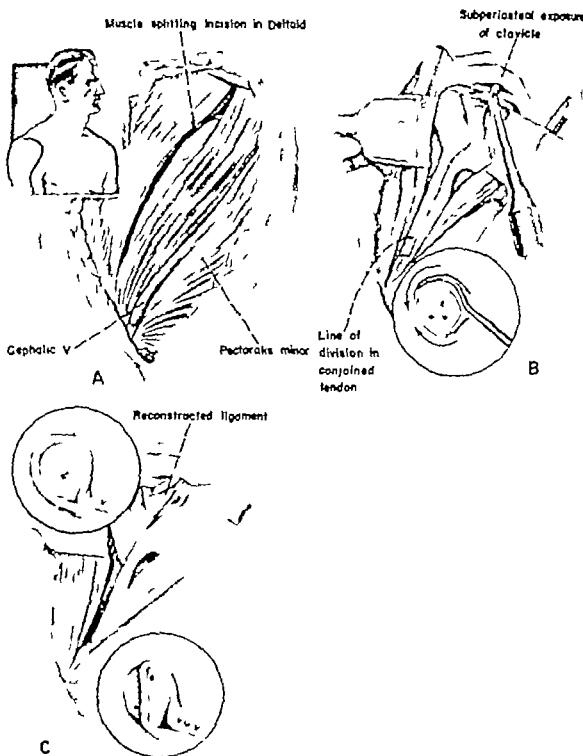 Muscle splitting incision in Deltoid
Cephalic V
Pectoraks minor
A
Subperiosteal exposure
of clavicle
Line of
division in
conjoined
tendon
B
Reconstructed ligament
C